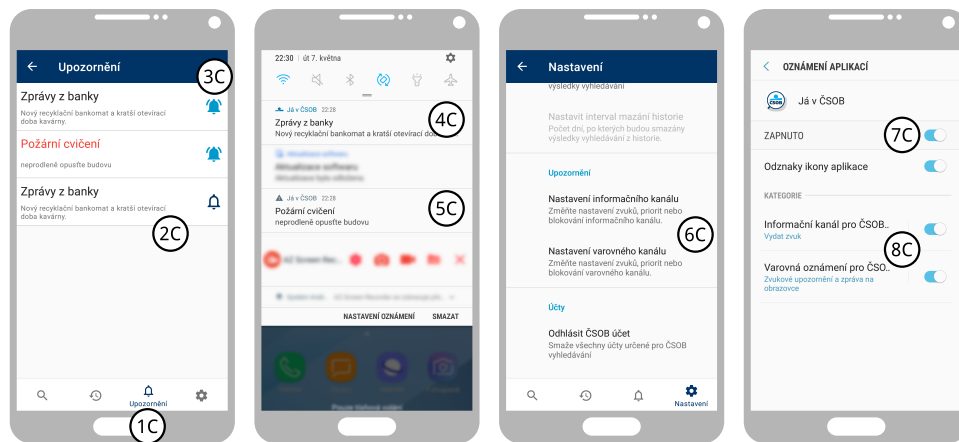 Upozornění
3C
Zprávy z banky
Nový recyklační bankomat a kratší otevírací
doba kavárny.
Požární cvičení
neprodleně opusťte budovu
Zprávy z banky
Nový recyklační bankomat a kratší otevírací
doba kavárny.
2C
Upozornění
1C
22:30 | út 7. května
Já v ČSOB 22:28
Zprávy z banky
Nový recyklační bankomat a kratší otevírací
4C
Aktualizace softwaru
Aktualizace softwaru
Aktualizace byla odložena.
Já v ČSOB 22:28
Požární cvičení
neprodleně opusťte budovu
5C
AZ Screen Rec...
NASTAVENÍ OZNÁMENÍ SMAZAT
Nastavení
výsledky vyhledávání
Nastavit interval mazání historie
Počet dní, po kterých budou smazány
výsledky vyhledávání z historie.
Upozornění
Nastavení informačního kanálu
Změňte nastavení zvuků, priorit nebo
blokování informačního kanálu.
6C
Nastavení varovného kanálu
Změňte nastavení zvuků, priorit nebo
blokování varovného kanálu.
Účty
Odhlásit ČSOB účet
Smaže všechny účty určené pro ČSOB
vyhledávání
Nastavení
OZNÁMENÍ APLIKACÍ
ČSOB
Já v ČSOB
ZAPNUTO
7C
Odznaky ikony aplikace
KATEGORIE
Informační kanál pro ČSOB..
Vydat zvuk
8C
Varovná oznámení pro ČSO..
Zvukové upozornění a zpráva na
obrazovce